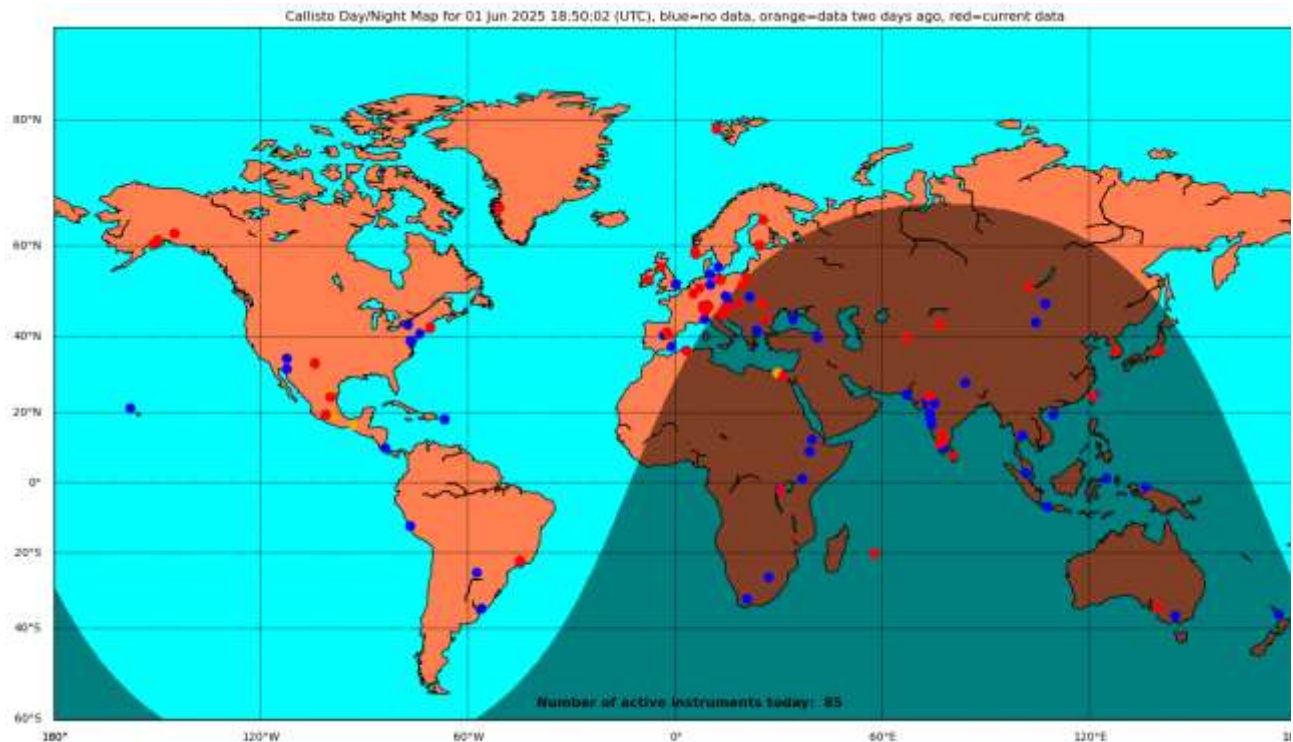 Callisto Day/Night Map for 01 Jun 2025 18:50:02 (UTC), blue=no data, orange=data two days ago, red=current data
80°N
60°N
40°N
20°N
0°
20°S
40°S
60°S
Number of active instruments today: 85
180° 120°W 60°W 0° 60°E 120°E